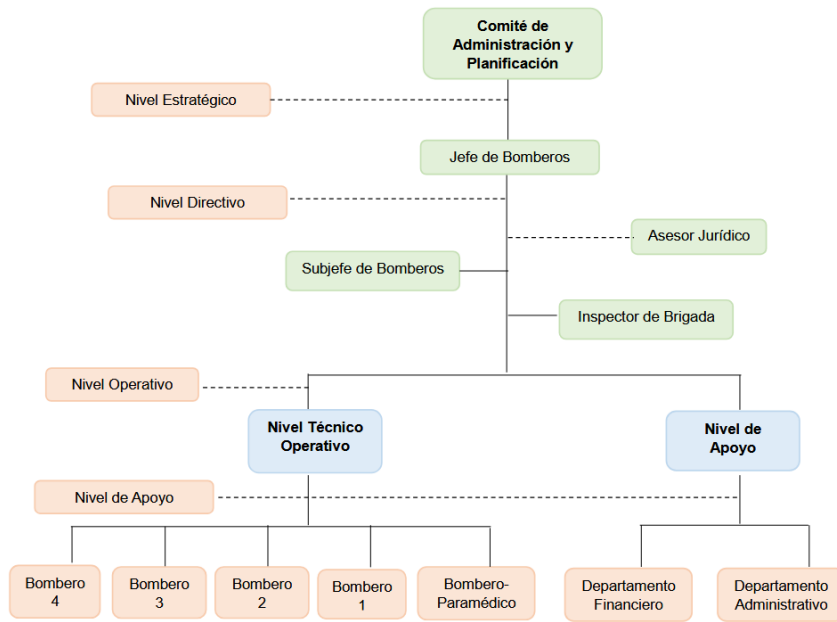 Comité de
Administración y
Planificación
Nivel Estratégico
Jefe de Bomberos
Nivel Directivo
Asesor Jurídico
Subjefe de Bomberos
Inspector de Brigada
Nivel Operativo
Nivel Técnico
Operativo
Nivel de
Apoyo
Nivel de Apoyo
Bombero
4
Bombero
3
Bombero
2
Bombero
1
Bombero-
Paramédico
Departamento
Financiero
Departamento
Administrativo